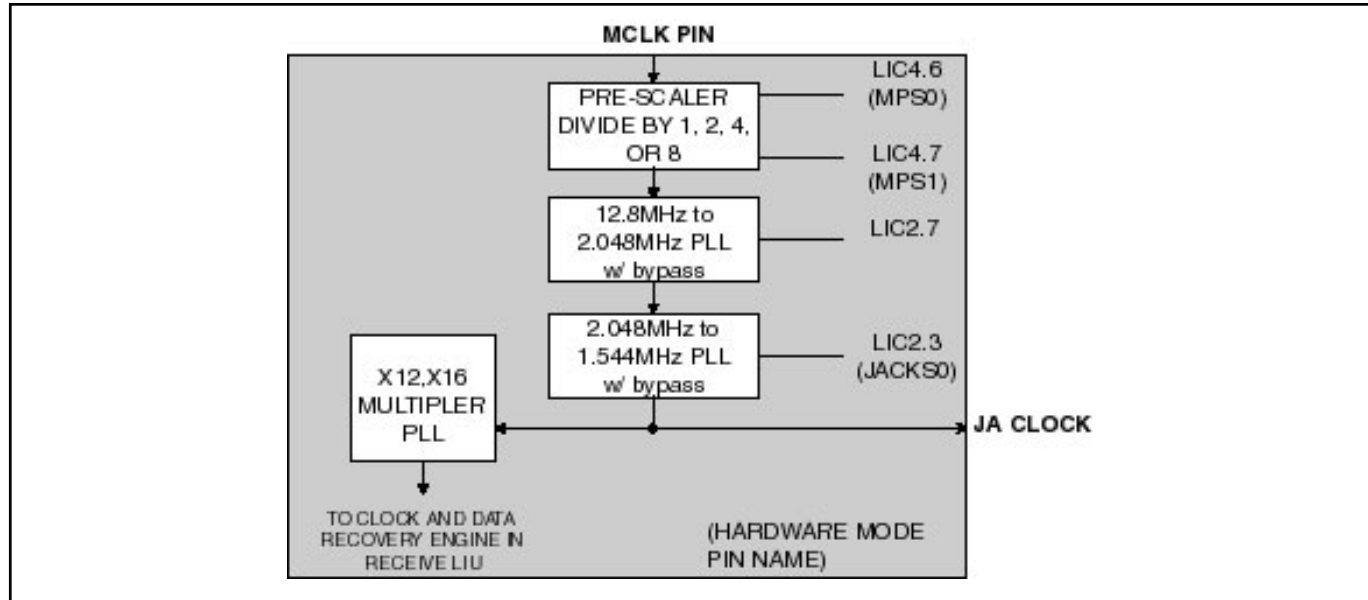 MCLK PIN
PRE-SCALER
DIVIDE BY 1, 2, 4,
OR 8
LIC4.6
(MPS0)
LIC4.7
(MPS1)
12.8MHz to
2.048MHz PLL
w/ bypass
LIC2.7
2.048MHz to
1.544MHz PLL
w/ bypass
LIC2.3
(JACKS0)
X12,X16
MULTIPLER
PLL
JA CLOCK
TO CLOCK AND DATA
RECOVERY ENGINE IN
RECEIVE LIU
(HARDWARE MODE
PIN NAME)